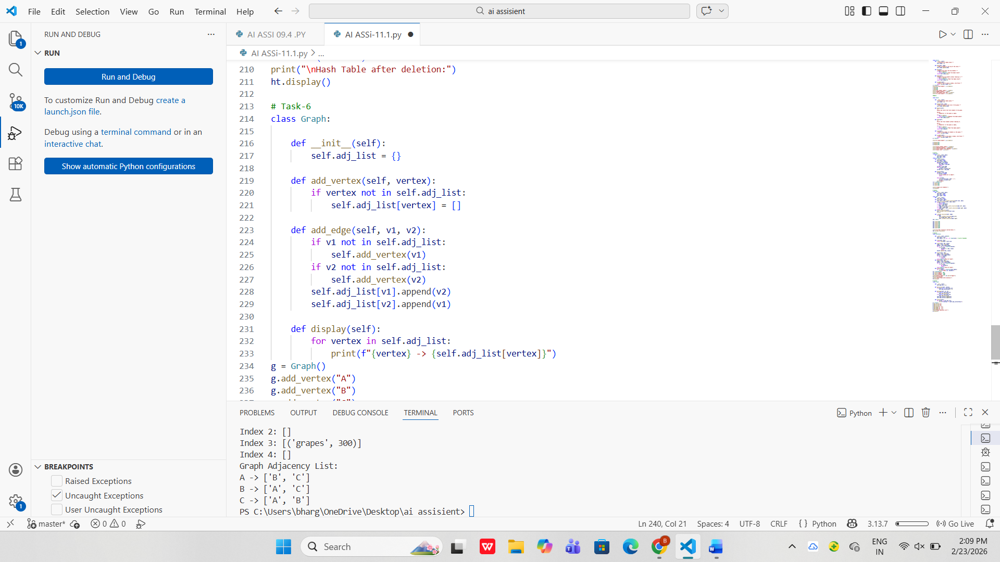 File Edit Selection View Go Run Terminal Help
ai assisient
RUN AND DEBUG
RUN
Run and Debug
To customize Run and Debug create a
launch.json file.
Debug using a terminal command or in an
interactive chat.
Show automatic Python configurations
1
10K
BREAKPOINTS
Raised Exceptions
Uncaught Exceptions
User Uncaught Exceptions
1
AI ASSI 09.4 .PY
AI ASSi-11.1.py
AI ASSi-11.1.py > ...
210 print("\nHash Table after deletion:")
211 ht.display()
212
213 # Task-6
214 class Graph:
215
216 def __init__(self):
217 self.adj_list = {}
218
219 def add_vertex(self, vertex):
220 if vertex not in self.adj_list:
221 self.adj_list[vertex] = []
222
223 def add_edge(self, v1, v2):
224 if v1 not in self.adj_list:
225 self.add_vertex(v1)
226 if v2 not in self.adj_list:
227 self.add_vertex(v2)
228 self.adj_list[v1].append(v2)
229 self.adj_list[v2].append(v1)
230
231 def display(self):
232 for vertex in self.adj_list:
233 print(f"{vertex} -> {self.adj_list[vertex]}")
234 g = Graph()
235 g.add_vertex("A")
236 g.add_vertex("B")
PROBLEMS OUTPUT DEBUG CONSOLE TERMINAL PORTS
Python
Index 2: []
Index 3: [('grapes', 300)]
Index 4: []
Graph Adjacency List:
A -> ['B', 'C']
B -> ['A', 'C']
C -> ['A', 'B']
PS C:\Users\bharg\OneDrive\Desktop\ai assisient>
master* 0 0 Ln 240, Col 21 Spaces: 4 UTF-8 CRLF {} Python 3.13.7 Go Live
Search
ENG
IN
2:09 PM
2/23/2026